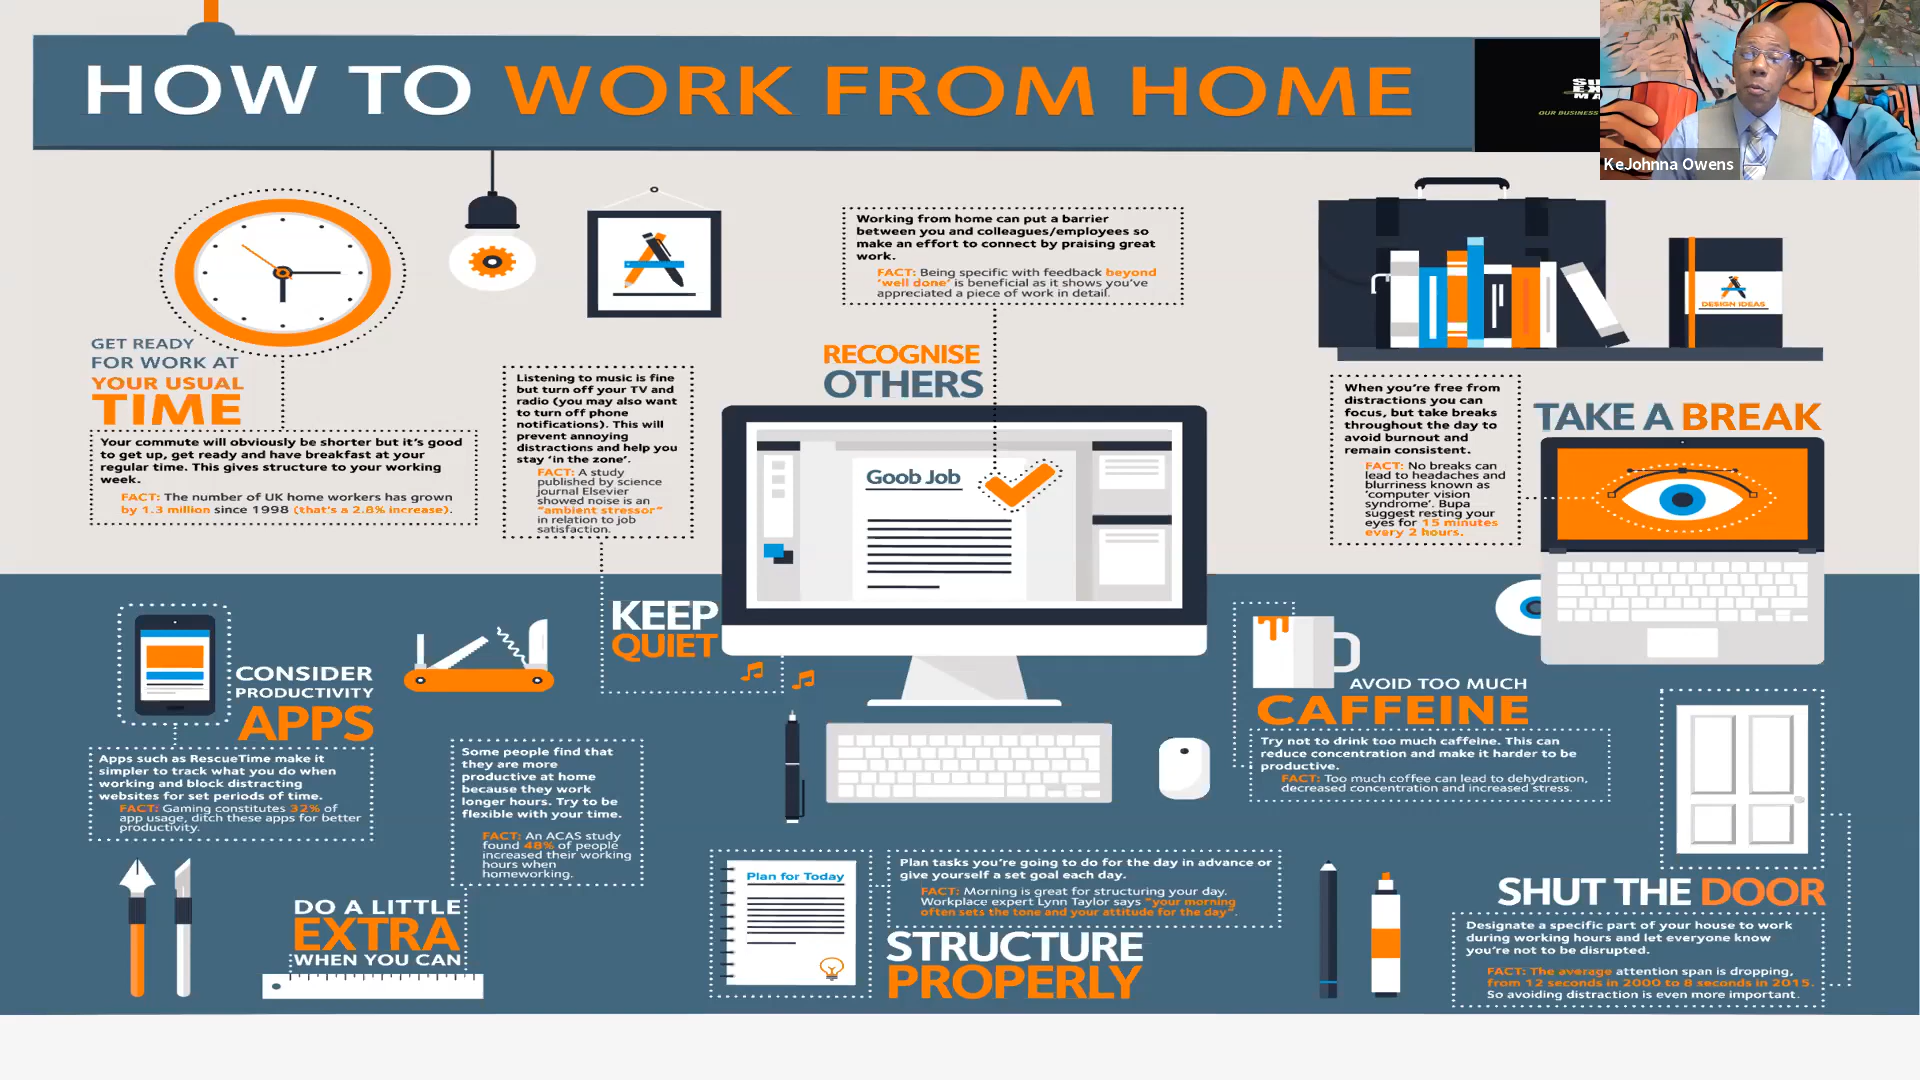 HOW TO WORK FROM HOME
OUR BUSINESS
KeJohnna Owens
GET READY
FOR WORK AT
YOUR USUAL
TIME
Your commute will obviously be shorter but it's good
to get up, get ready and have breakfast at your
regular time. This gives structure to your working
week.
FACT: The number of UK home workers has grown
by 1.3 million since 1998 (that's a 2.8% increase).
Listening to music is fine
but turn off your TV and
radio (you may also want
to turn off phone
notifications). This will
prevent annoying
distractions and help you
stay 'in the zone'.
FACT: A study
published by science
journal Elsevier
showed noise is an
"ambient stressor"
in relation to job
satisfaction.
KEEP
QUIET
Working from home can put a barrier
between you and colleagues/employees so
make an effort to connect by praising great
work.
FACT: Being specific with feedback beyond
'well done' is beneficial as it shows you've
appreciated a piece of work in detail.
RECOGNISE
OTHERS
Goob Job
DESIGN IDEAS
When you're free from
distractions you can
focus, but take breaks
throughout the day to
avoid burnout and
remain consistent.
FACT: No breaks can
lead to headaches and
blurriness known as
'computer vision
syndrome'. Bupa
suggest resting your
eyes for 15 minutes
every 2 hours.
TAKE A BREAK
CONSIDER
PRODUCTIVITY
APPS
Apps such as RescueTime make it
simpler to track what you do when
working and block distracting
websites for set periods of time.
FACT: Gaming constitutes 32% of
app usage, ditch these apps for better
productivity.
Some people find that
they are more
productive at home
because they work
longer hours. Try to be
flexible with your time.
FACT: An ACAS study
found 48% of people
increased their working
hours when
homeworking.
DO A LITTLE
EXTRA
WHEN YOU CAN
Plan for Today
Plan tasks you're going to do for the day in advance or
give yourself a set goal each day.
FACT: Morning is great for structuring your day.
Workplace expert Lynn Taylor says "your morning
often sets the tone and your attitude for the day".
STRUCTURE
PROPERLY
AVOID TOO MUCH
CAFFEINE
Try not to drink too much caffeine. This can
reduce concentration and make it harder to be
productive.
FACT: Too much coffee can lead to dehydration,
decreased concentration and increased stress.
SHUT THE DOOR
Designate a specific part of your house to work
during working hours and let everyone know
you're not to be disrupted.
FACT: The average attention span is dropping,
from 12 seconds in 2000 to 8 seconds in 2015.
So avoiding distraction is even more important.